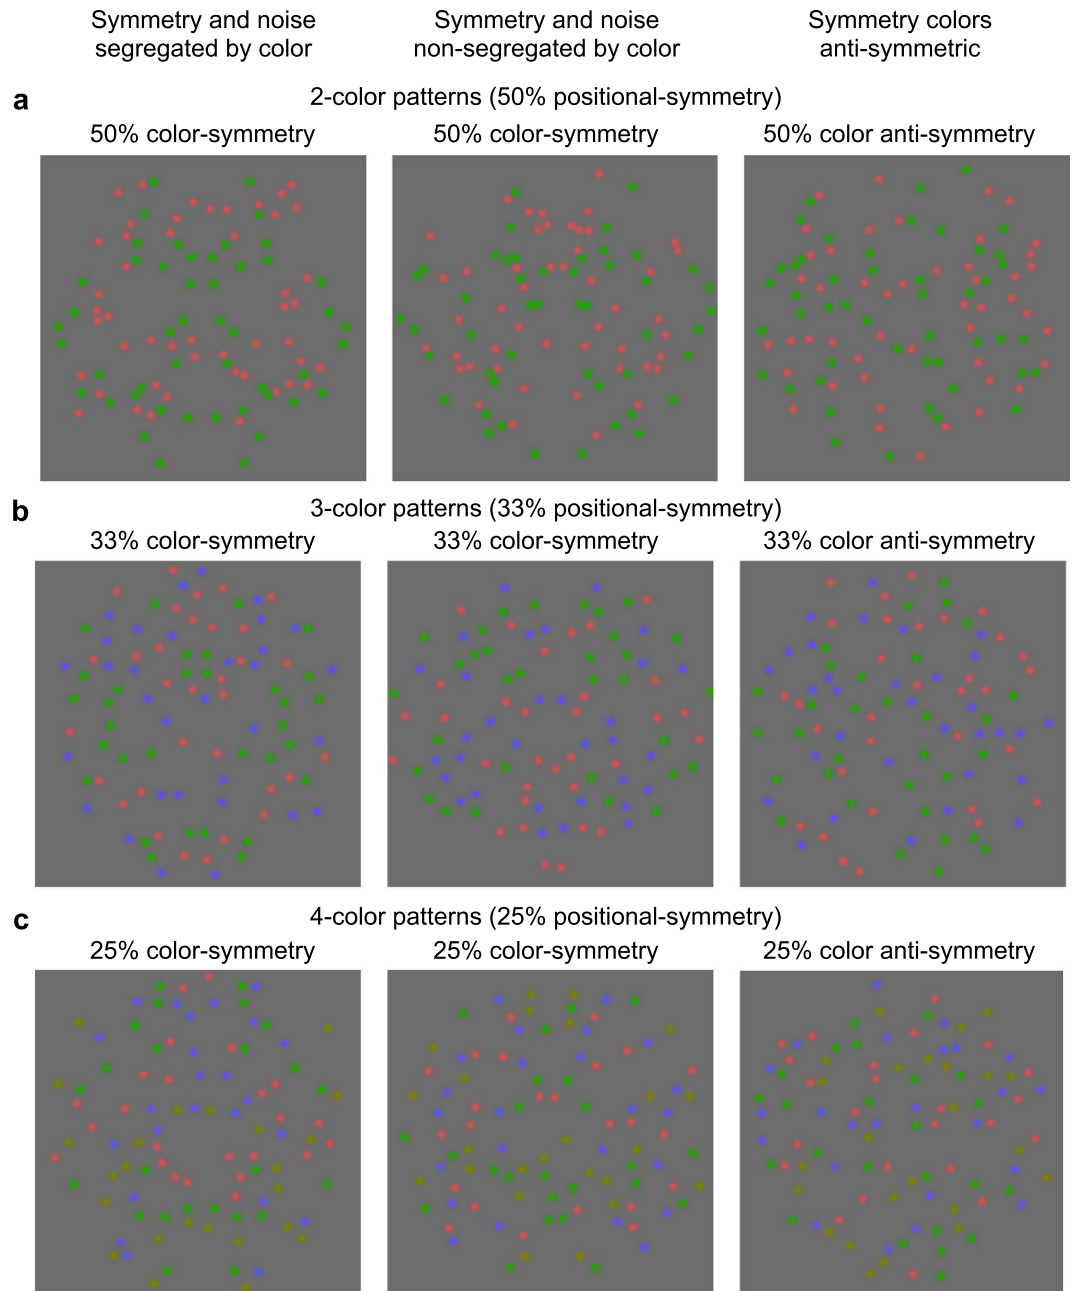 Symmetry and noise
segregated by color
Symmetry and noise
non-segregated by color
Symmetry colors
anti-symmetric
a
2-color patterns (50% positional-symmetry)
50% color-symmetry
50% color-symmetry
50% color anti-symmetry
b
3-color patterns (33% positional-symmetry)
33% color-symmetry
33% color-symmetry
33% color anti-symmetry
c
4-color patterns (25% positional-symmetry)
25% color-symmetry
25% color-symmetry
25% color anti-symmetry